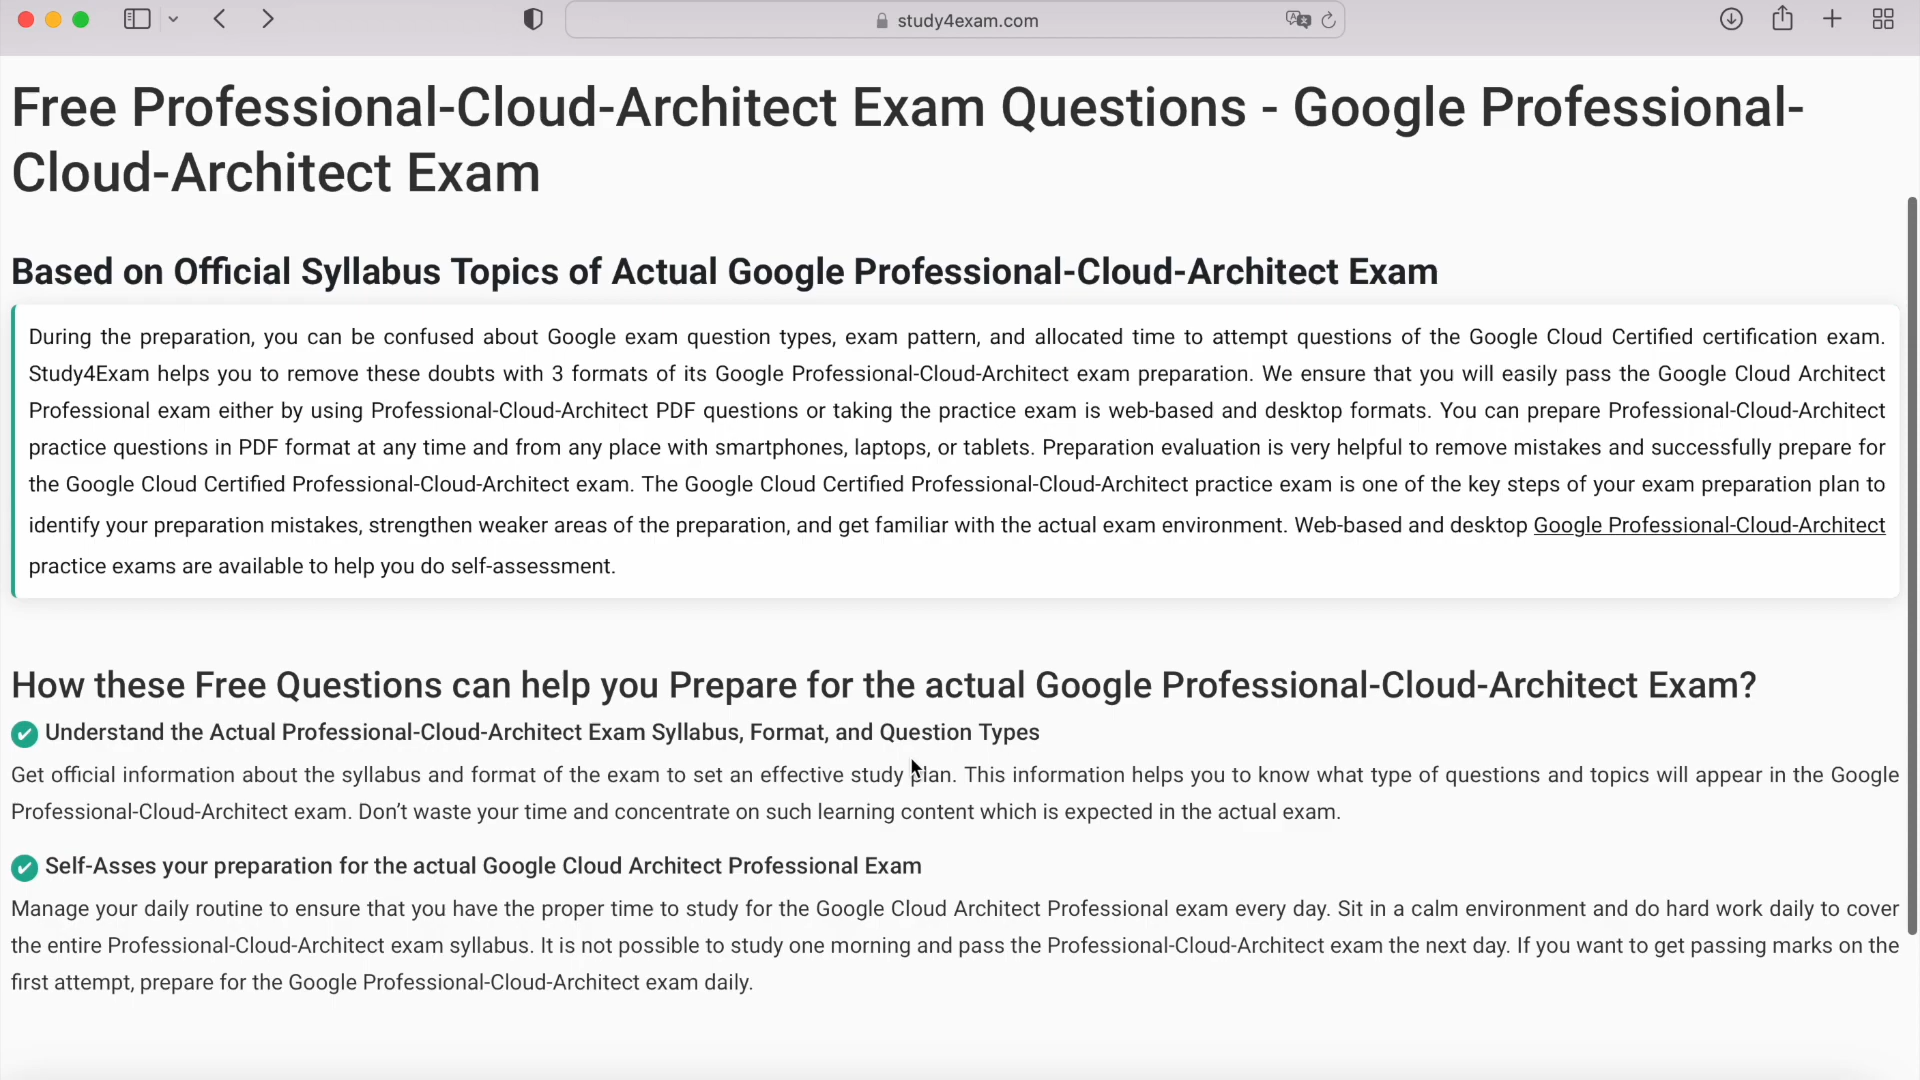 study4exam.com
Free Professional-Cloud-Architect Exam Questions - Google Professional-
Cloud-Architect Exam
Based on Official Syllabus Topics of Actual Google Professional-Cloud-Architect Exam
During the preparation, you can be confused about Google exam question types, exam pattern, and allocated time to attempt questions of the Google Cloud Certified certification exam.
Study4Exam helps you to remove these doubts with 3 formats of its Google Professional-Cloud-Architect exam preparation. We ensure that you will easily pass the Google Cloud Architect
Professional exam either by using Professional-Cloud-Architect PDF questions or taking the practice exam is web-based and desktop formats. You can prepare Professional-Cloud-Architect
practice questions in PDF format at any time and from any place with smartphones, laptops, or tablets. Preparation evaluation is very helpful to remove mistakes and successfully prepare for
the Google Cloud Certified Professional-Cloud-Architect exam. The Google Cloud Certified Professional-Cloud-Architect practice exam is one of the key steps of your exam preparation plan to
identify your preparation mistakes, strengthen weaker areas of the preparation, and get familiar with the actual exam environment. Web-based and desktop Google Professional-Cloud-Architect
practice exams are available to help you do self-assessment.
How these Free Questions can help you Prepare for the actual Google Professional-Cloud-Architect Exam?
Understand the Actual Professional-Cloud-Architect Exam Syllabus, Format, and Question Types
Get official information about the syllabus and format of the exam to set an effective study plan. This information helps you to know what type of questions and topics will appear in the Google
Professional-Cloud-Architect exam. Don’t waste your time and concentrate on such learning content which is expected in the actual exam.
Self-Asses your preparation for the actual Google Cloud Architect Professional Exam
Manage your daily routine to ensure that you have the proper time to study for the Google Cloud Architect Professional exam every day. Sit in a calm environment and do hard work daily to cover
the entire Professional-Cloud-Architect exam syllabus. It is not possible to study one morning and pass the Professional-Cloud-Architect exam the next day. If you want to get passing marks on the
first attempt, prepare for the Google Professional-Cloud-Architect exam daily.